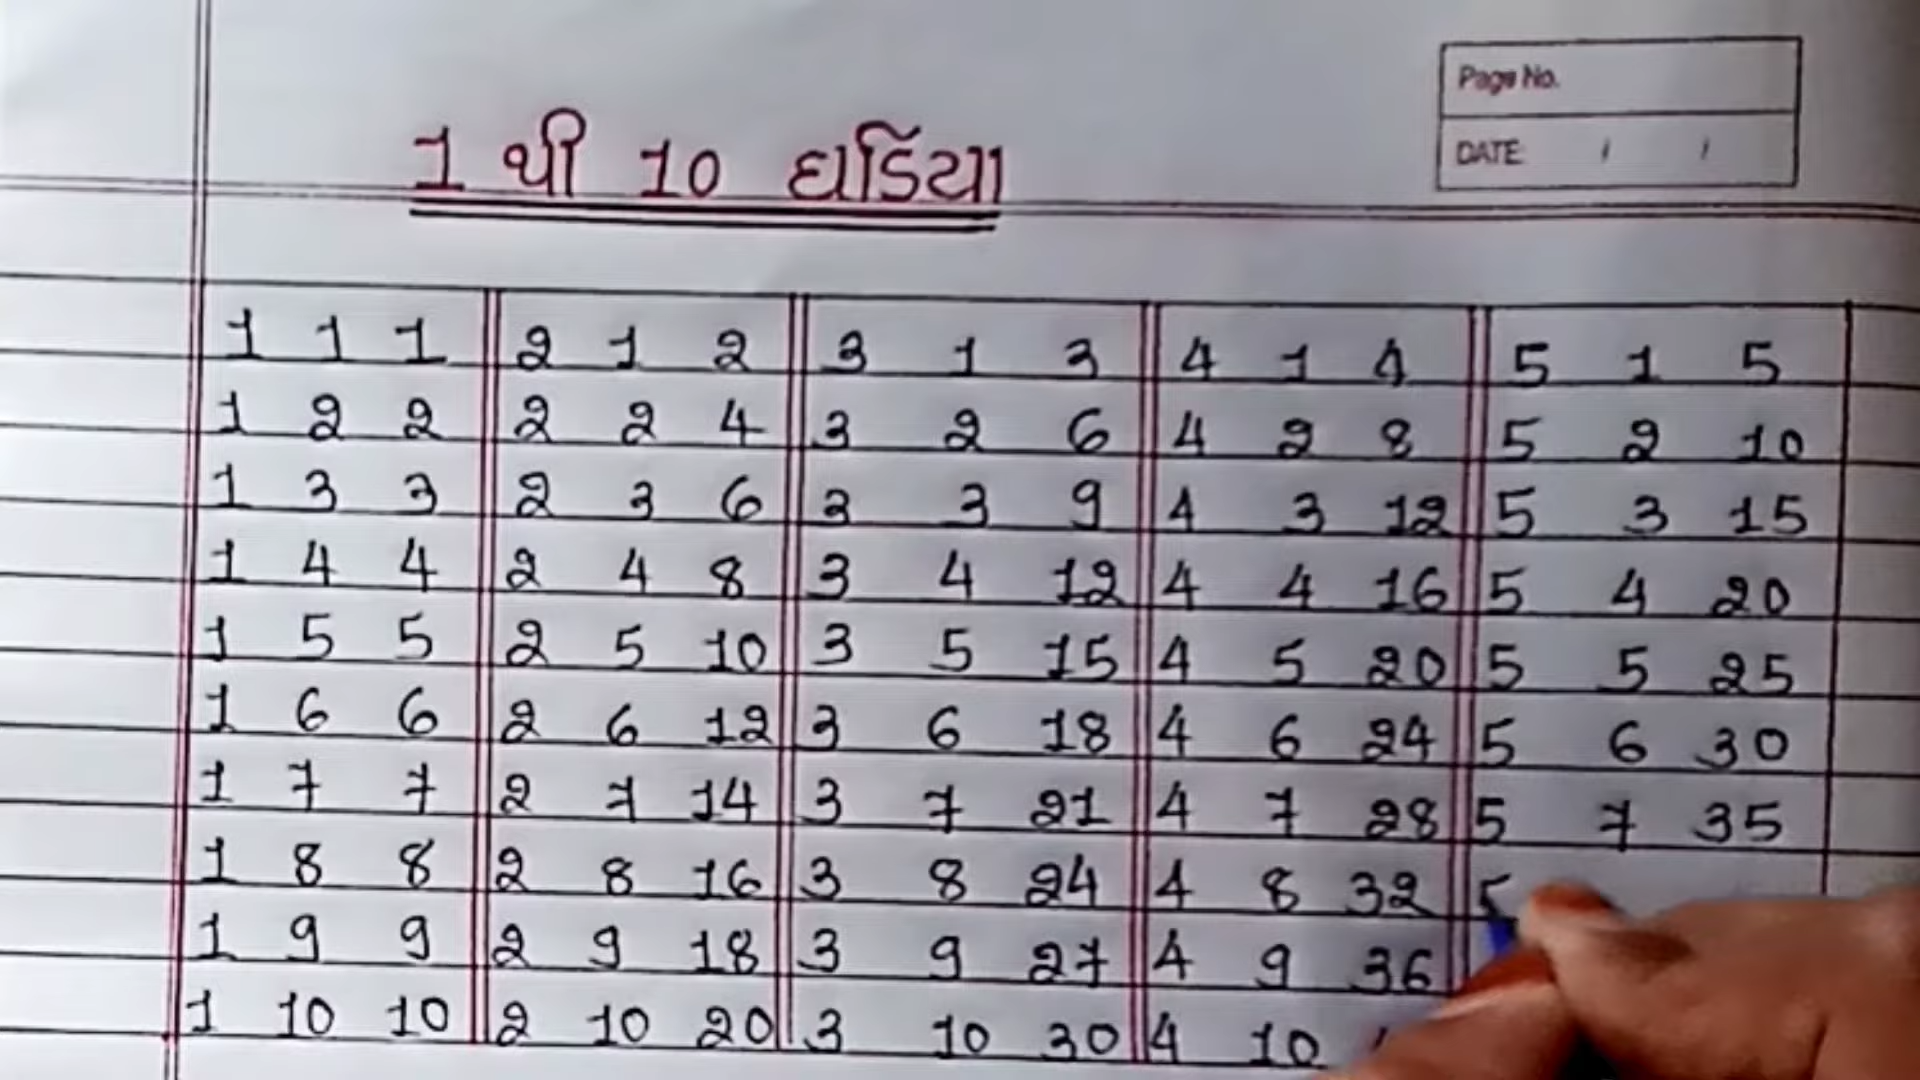 Page No.
DATE / /
1 થી 10 ઘડિયા
1 1 1 2 1 2 3 1 3 4 1 4 5 1 5
1 2 2 2 2 4 3 2 6 4 2 8 5 2 10
1 3 3 2 3 6 3 3 9 4 3 12 5 3 15
1 4 4 2 4 8 3 4 12 4 4 16 5 4 20
1 5 5 2 5 10 3 5 15 4 5 20 5 5 25
1 6 6 2 6 12 3 6 18 4 6 24 5 6 30
1 7 7 2 7 14 3 7 21 4 7 28 5 7 35
1 8 8 2 8 16 3 8 24 4 8 32 5
1 9 9 2 9 18 3 9 27 4 9 36
1 10 10 2 10 20 3 10 30 4 10